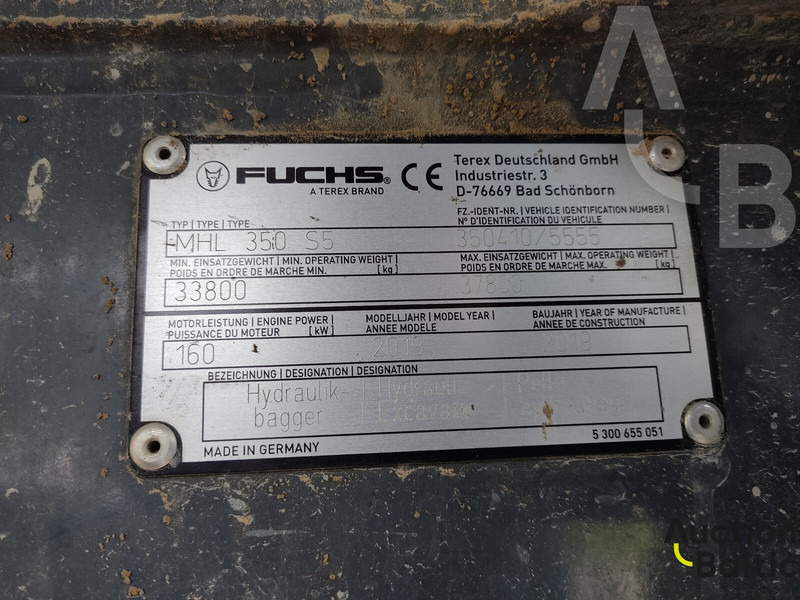 FUCHS®
A TEREX BRAND
CE
Terex Deutschland GmbH
Industriestr. 3
D-76669 Bad Schönborn
TYP | TYPE | TYPE
FZ.-IDENT-NR. | VEHICLE IDENTIFICATION NUMBER |
N° D'IDENTIFICATION DU VÉHICULE
MHL 350 S5
350410/5555
MIN. EINSATZGEWICHT | MIN. OPERATING WEIGHT |
POIDS EN ORDRE DE MARCHE MIN. [kg]
MAX. EINSATZGEWICHT | MAX. OPERATING WEIGHT |
POIDS EN ORDRE DE MARCHE MAX. [kg]
33800
MOTORLEISTUNG | ENGINE POWER |
PUISSANCE DU MOTEUR [kW]
MODELLJAHR | MODEL YEAR |
ANNEE MODELE
BAUJAHR | YEAR OF MANUFACTURE |
ANNEE DE CONSTRUCTION
160
BEZEICHNUNG | DESIGNATION | DESIGNATION
Hydraulik-
bagger
MADE IN GERMANY
5 300 655 051
ALB
Auction
Baltic